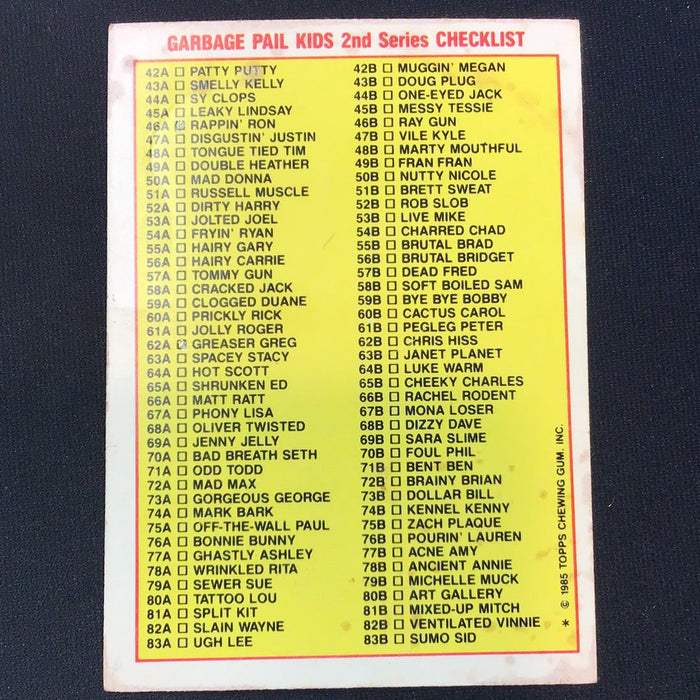 GARBAGE PAIL KIDS 2nd Series CHECKLIST
42A □ PATTY PUTTY
43A □ SMELLY KELLY
44A □ SY CLOPS
45A □ LEAKY LINDSAY
46A □ RAPPIN' RON
47A □ DISGUSTIN' JUSTIN
48A □ TONGUE TIED TIM
49A □ DOUBLE HEATHER
50A □ MAD DONNA
51A □ RUSSELL MUSCLE
52A □ DIRTY HARRY
53A □ JOLTED JOEL
54A □ FRYIN' RYAN
55A □ HAIRY GARY
56A □ HAIRY CARRIE
57A □ TOMMY GUN
58A □ CRACKED JACK
59A □ CLOGGED DUANE
60A □ PRICKLY RICK
61A □ JOLLY ROGER
62A □ GREASER GREG
63A □ SPACEY STACY
64A □ HOT SCOTT
65A □ SHRUNKEN ED
66A □ MATT RATT
67A □ PHONY LISA
68A □ OLIVER TWISTED
69A □ JENNY JELLY
70A □ BAD BREATH SETH
71A □ ODD TODD
72A □ MAD MAX
73A □ GORGEOUS GEORGE
74A □ MARK BARK
75A □ OFF-THE-WALL PAUL
76A □ BONNIE BUNNY
77A □ GHASTLY ASHLEY
78A □ WRINKLED RITA
79A □ SEWER SUE
80A □ TATTOO LOU
81A □ SPLIT KIT
82A □ SLAIN WAYNE
83A □ UGH LEE
42B □ MUGGIN' MEGAN
43B □ DOUG PLUG
44B □ ONE-EYED JACK
45B □ MESSY TESSIE
46B □ RAY GUN
47B □ VILE KYLE
48B □ MARTY MOUTHFUL
49B □ FRAN FRAN
50B □ NUTTY NICOLE
51B □ BRETT SWEAT
52B □ ROB SLOB
53B □ LIVE MIKE
54B □ CHARRED CHAD
55B □ BRUTAL BRAD
56B □ BRUTAL BRIDGET
57B □ DEAD FRED
58B □ SOFT BOILED SAM
59B □ BYE BYE BOBBY
60B □ CACTUS CAROL
61B □ PEGLEG PETER
62B □ CHRIS HISS
63B □ JANET PLANET
64B □ LUKE WARM
65B □ CHEEKY CHARLES
66B □ RACHEL RODENT
67B □ MONA LOSER
68B □ DIZZY DAVE
69B □ SARA SLIME
70B □ FOUL PHIL
71B □ BENT BEN
72B □ BRAINY BRIAN
73B □ DOLLAR BILL
74B □ KENNEL KENNY
75B □ ZACH PLAQUE
76B □ POURIN' LAUREN
77B □ ACNE AMY
78B □ ANCIENT ANNIE
79B □ MICHELLE MUCK
80B □ ART GALLERY
81B □ MIXED-UP MITCH
82B □ VENTILATED VINNIE
83B □ SUMO SID
* © 1985 TOPPS CHEWING GUM, INC.